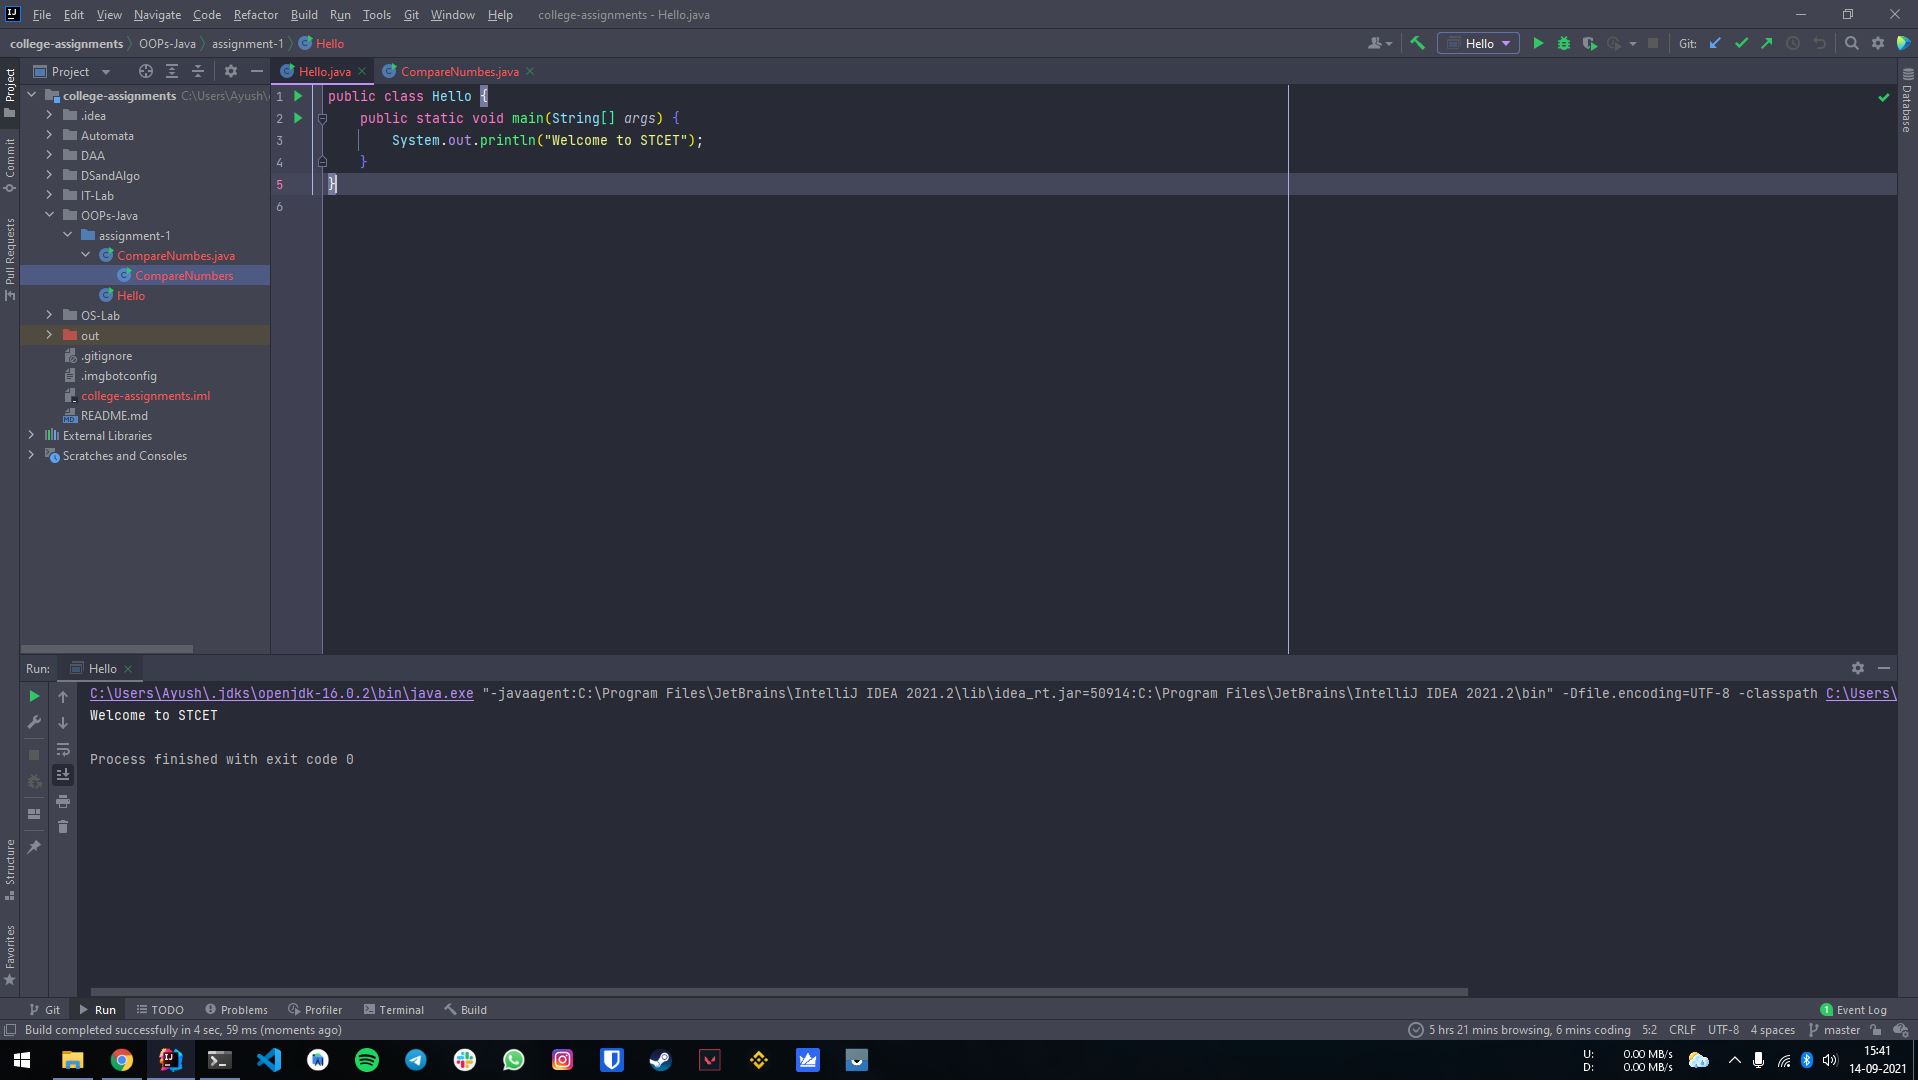 File Edit View Navigate Code Refactor Build Run Tools Git Window Help college-assignments - Hello.java
college-assignments OOPs-Java assignment-1 Hello
Hello Git:
Project
Hello.java CompareNumbes.java
Project
Commit
Pull Requests
Structure
Favorites
Database
college-assignments C:\Users\Ayush\
.idea
Automata
DAA
DSandAlgo
IT-Lab
OOPs-Java
assignment-1
CompareNumbes.java
CompareNumbers
Hello
OS-Lab
out
.gitignore
.imgbotconfig
college-assignments.iml
README.md
External Libraries
Scratches and Consoles
1 public class Hello {
2 public static void main(String[] args) {
3 System.out.println("Welcome to STCET");
4 }
5 }
6
Run: Hello
C:\Users\Ayush\.jdks\openjdk-16.0.2\bin\java.exe "-javaagent:C:\Program Files\JetBrains\IntelliJ IDEA 2021.2\lib\idea_rt.jar=50914:C:\Program Files\JetBrains\IntelliJ IDEA 2021.2\bin" -Dfile.encoding=UTF-8 -classpath C:\Users\
Welcome to STCET
Process finished with exit code 0
Git Run TODO Problems Profiler Terminal Build 1 Event Log
Build completed successfully in 4 sec, 59 ms (moments ago) 5 hrs 21 mins browsing, 6 mins coding 5:2 CRLF UTF-8 4 spaces master
U: 0.00 MB/s
D: 0.00 MB/s
15:41
14-09-2021